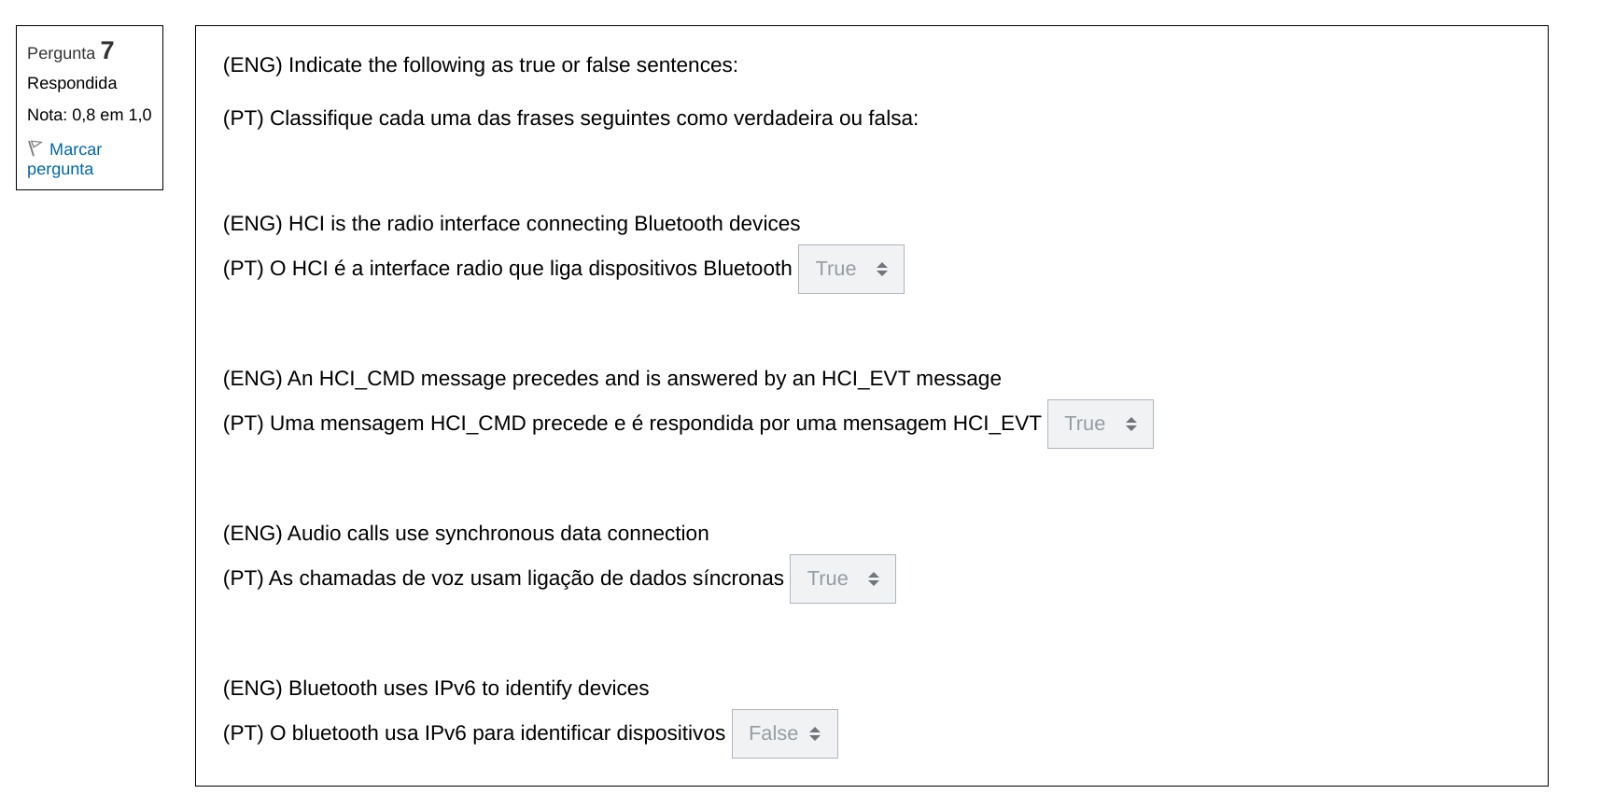 Pergunta 7
Respondida
Nota: 0,8 em 1,0
Marcar
pergunta
(ENG) Indicate the following as true or false sentences:
(PT) Classifique cada uma das frases seguintes como verdadeira ou falsa:
(ENG) HCI is the radio interface connecting Bluetooth devices
(PT) O HCI é a interface radio que liga dispositivos Bluetooth True
(ENG) An HCI_CMD message precedes and is answered by an HCI_EVT message
(PT) Uma mensagem HCI_CMD precede e é respondida por uma mensagem HCI_EVT True
(ENG) Audio calls use synchronous data connection
(PT) As chamadas de voz usam ligação de dados síncronas True
(ENG) Bluetooth uses IPv6 to identify devices
(PT) O bluetooth usa IPv6 para identificar dispositivos False